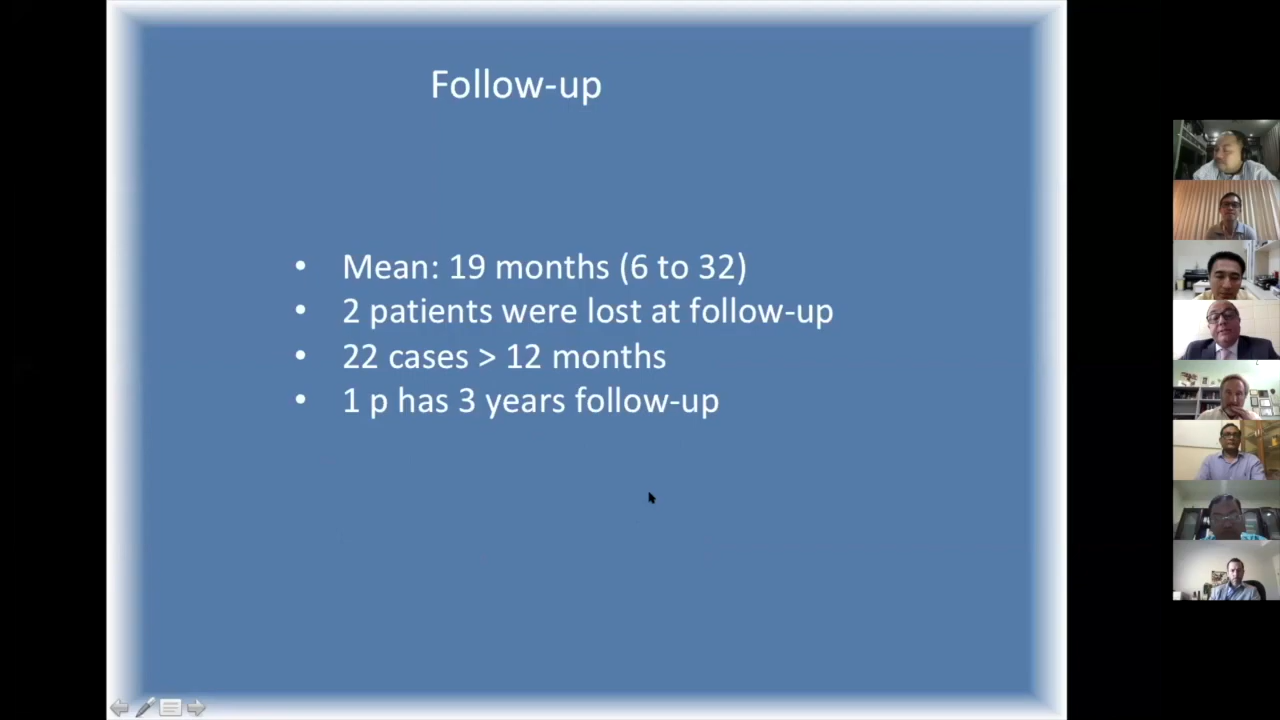 Follow-up
• Mean: 19 months (6 to 32)
• 2 patients were lost at follow-up
• 22 cases > 12 months
• 1 p has 3 years follow-up